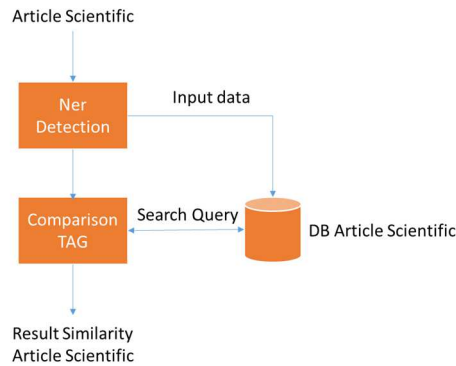 Article Scientific
Ner
Detection
Input data
Comparison
TAG
Search Query
DB Article Scientific
Result Similarity
Article Scientific